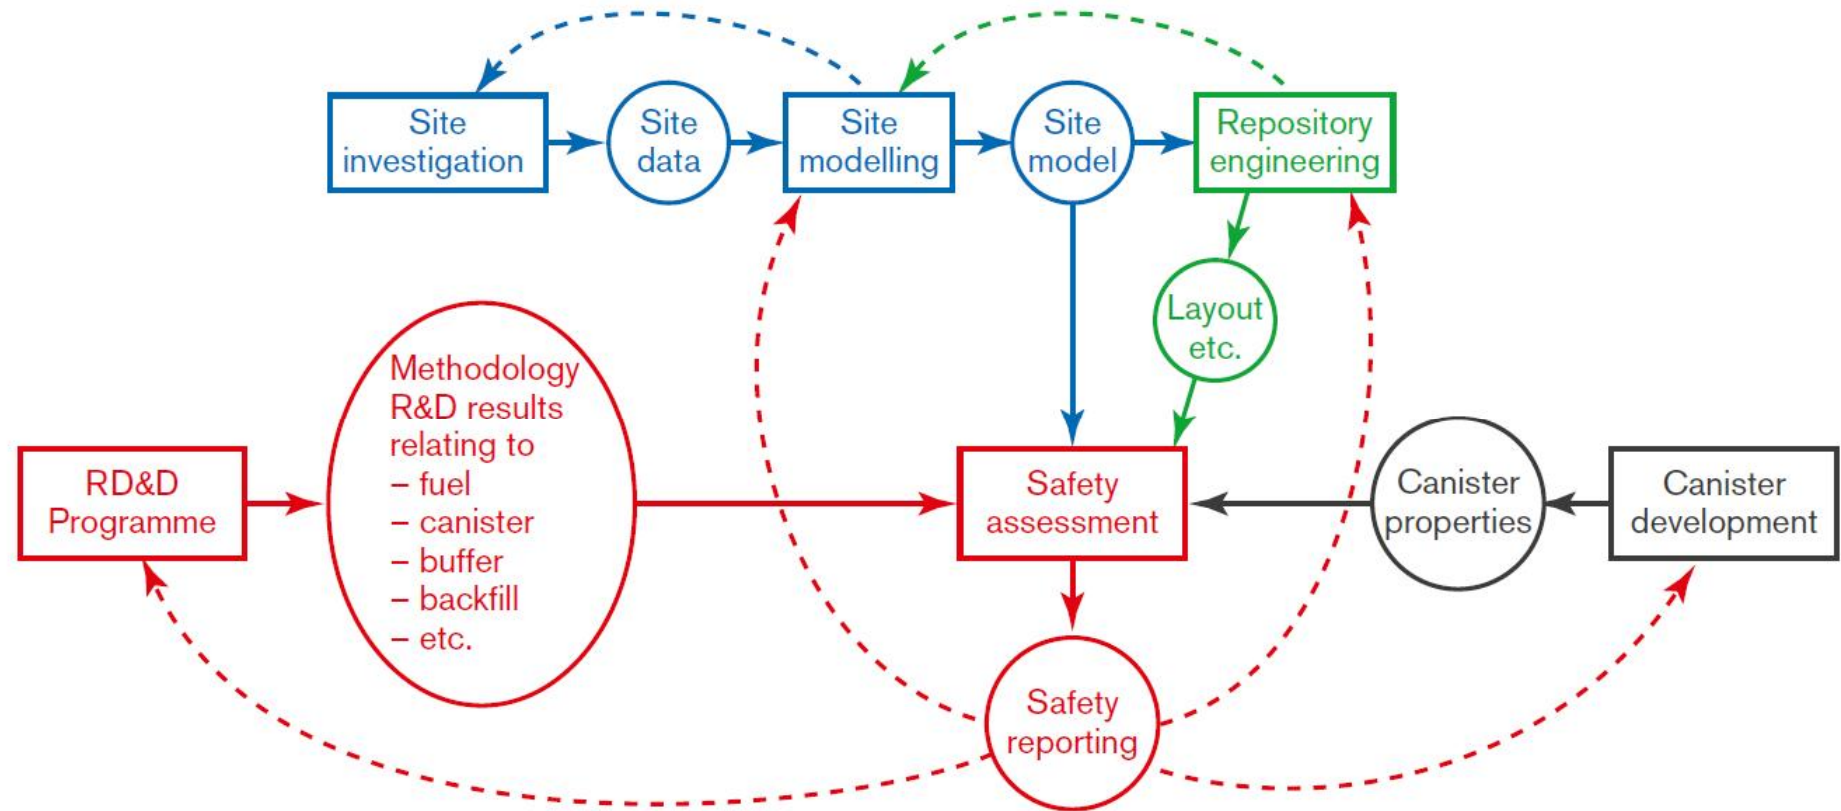 Site
investigation
Site
data
Site
modelling
Site
model
Repository
engineering
Layout
etc.
Methodology
R&D results
relating to
– fuel
– canister
– buffer
– backfill
– etc.
RD&D
Programme
Safety
assessment
Canister
properties
Canister
development
Safety
reporting